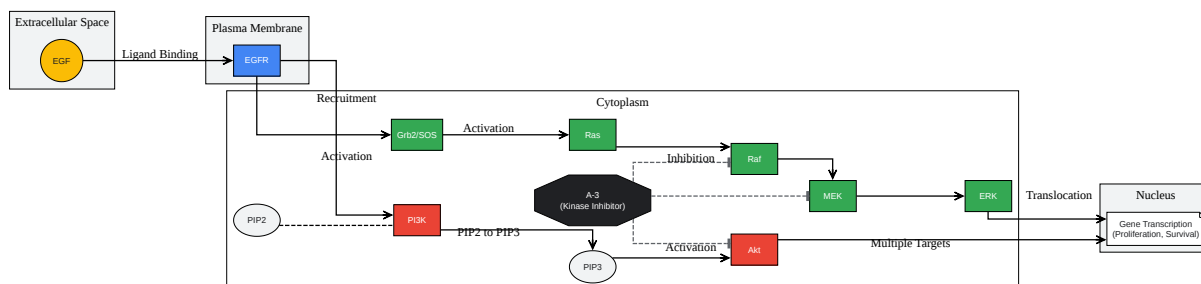 Extracellular Space
Plasma Membrane
EGF
Ligand Binding
EGFR
Recruitment
Cytoplasm
Grb2/SOS
Activation
Ras
Activation
Inhibition
Raf
A-3
(Kinase Inhibitor)
MEK
ERK
Translocation
Nucleus
PIP2
PI3K
PIP2 to PIP3
Gene Transcription
(Proliferation, Survival)
Activation
Akt
Multiple Targets
PIP3